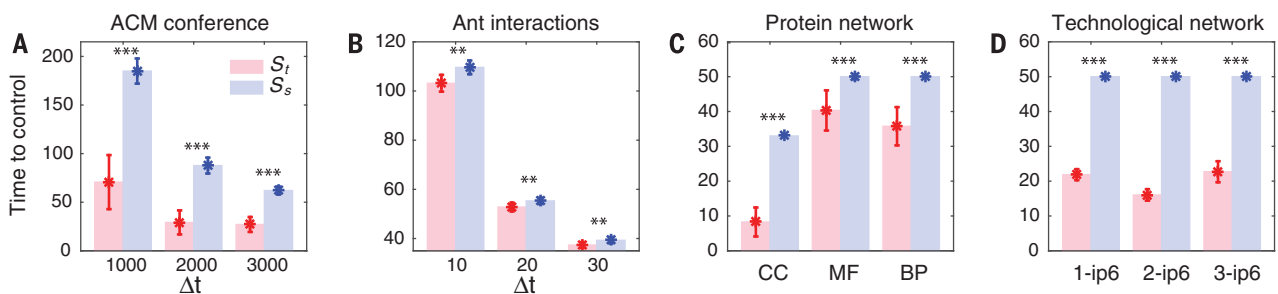 A
ACM conference
Time to control
200
150
100
50
0
***
***
***
St
Ss
1000
2000
3000
Δt
B
Ant interactions
120
100
80
60
40
**
**
**
10
20
30
Δt
C
Protein network
60
50
40
30
20
10
0
***
***
***
CC
MF
BP
D
Technological network
60
50
40
30
20
10
0
***
***
***
1-ip6
2-ip6
3-ip6